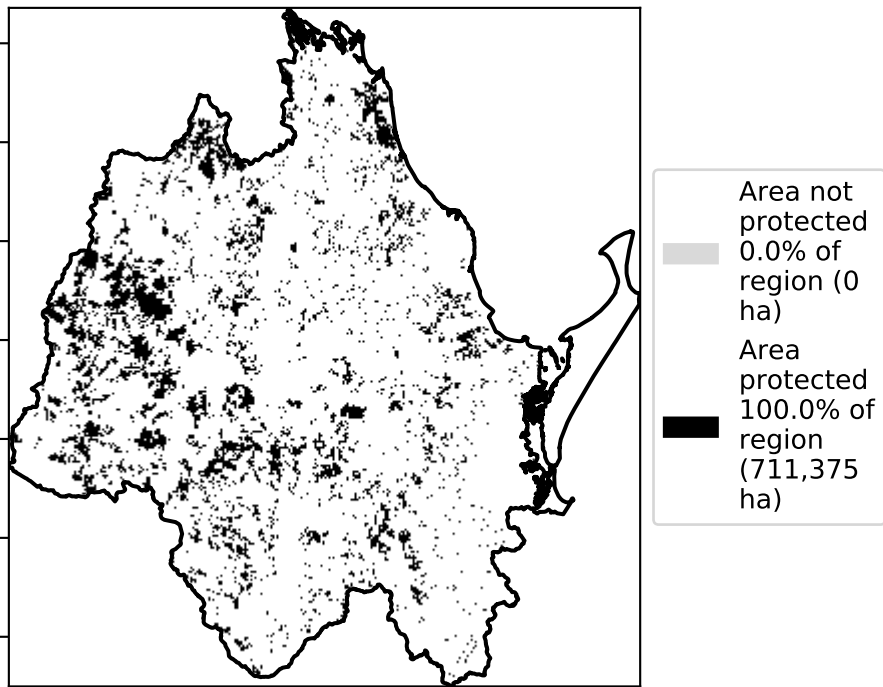 Area not
protected
0.0% of
region (0
ha)
Area
protected
100.0% of
region
(711,375
ha)